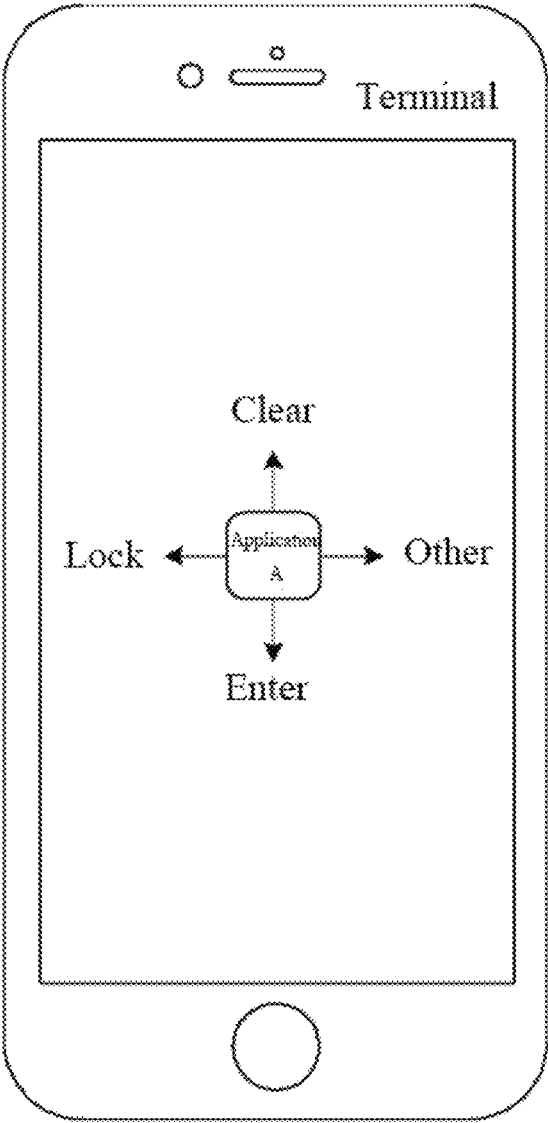 Terminal
Clear
Application
A
Lock
Other
Enter